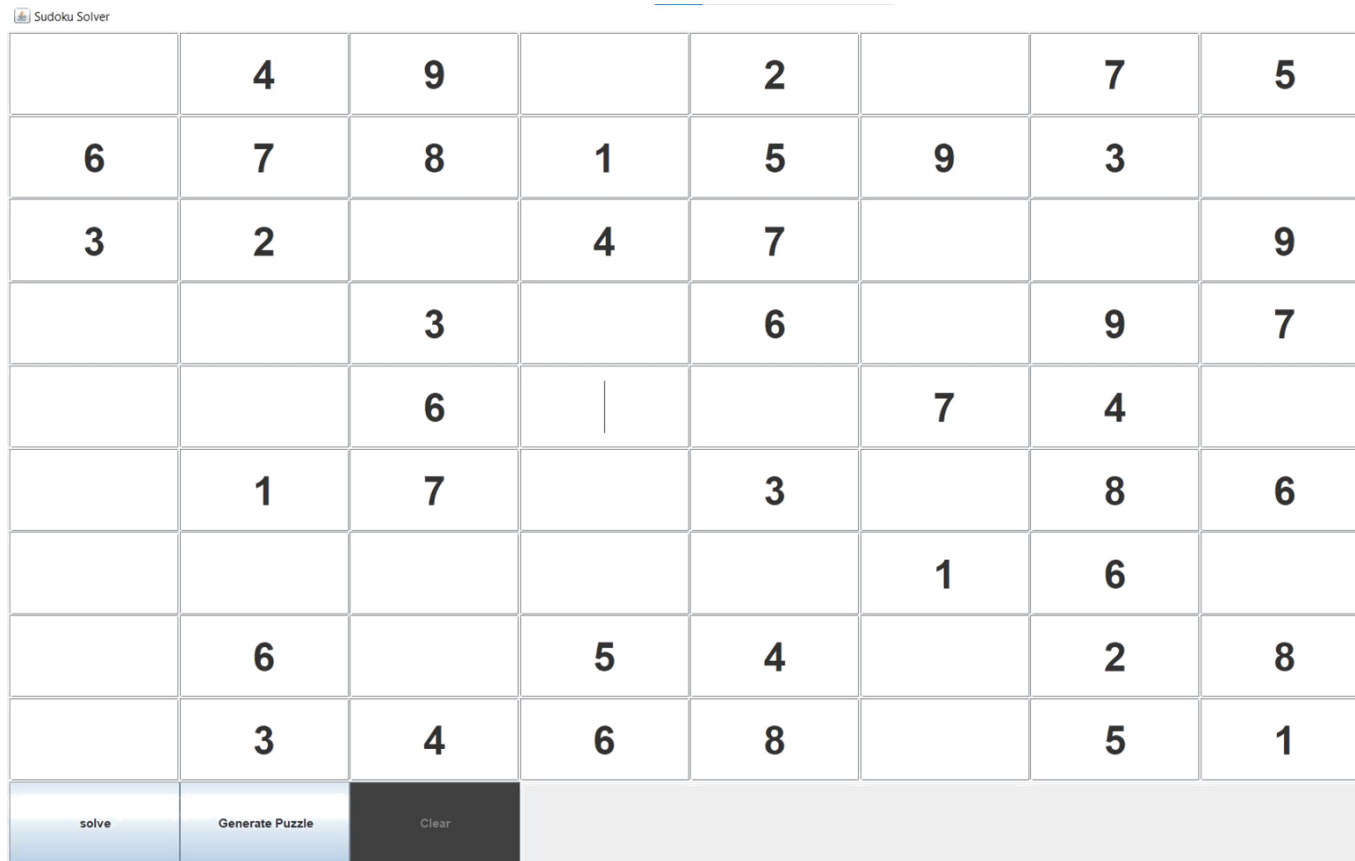 Sudoku Solver
4 9 2 7 5
6 7 8 1 5 9 3
3 2 4 7 9
3 6 9 7
6 7 4
1 7 3 8 6
1 6
6 5 4 2 8
3 4 6 8 5 1
solve Generate Puzzle Clear